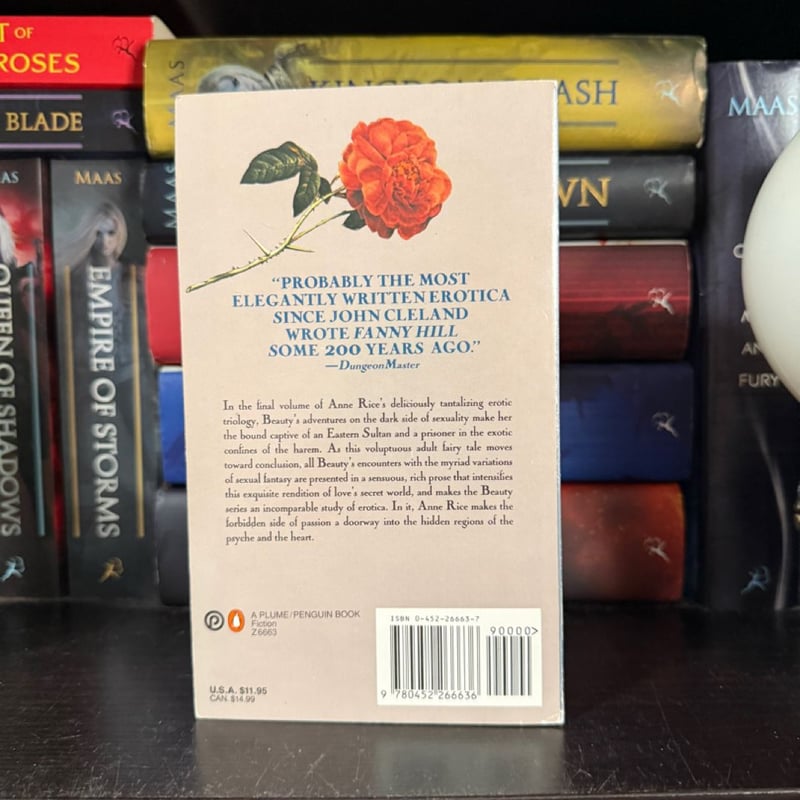 T OF
ROSES
BLADE
MAAS
KINGDOM ASH
MAAS
AS
QUEEN OF SHADOWS
MAAS
EMPIRE OF STORMS
MAAS
WN
FURY
"PROBABLY THE MOST
ELEGANTLY WRITTEN EROTICA
SINCE JOHN CLELAND
WROTE FANNY HILL
SOME 200 YEARS AGO."
—DungeonMaster
In the final volume of Anne Rice's deliciously tantalizing erotic
triology, Beauty's adventures on the dark side of sexuality make her
the bound captive of an Eastern Sultan and a prisoner in the exotic
confines of the harem. As this voluptuous adult fairy tale moves
toward conclusion, all Beauty's encounters with the myriad variations
of sexual fantasy are presented in a sensuous, rich prose that intensifies
this exquisite rendition of love's secret world, and makes the Beauty
series an incomparable study of erotica. In it, Anne Rice makes the
forbidden side of passion a doorway into the hidden regions of the
psyche and the heart.
A PLUME/PENGUIN BOOK
Fiction
Z6663
U.S.A. $11.95
CAN. $14.99
ISBN 0-452-26663-7
90000>
9 780452 266636